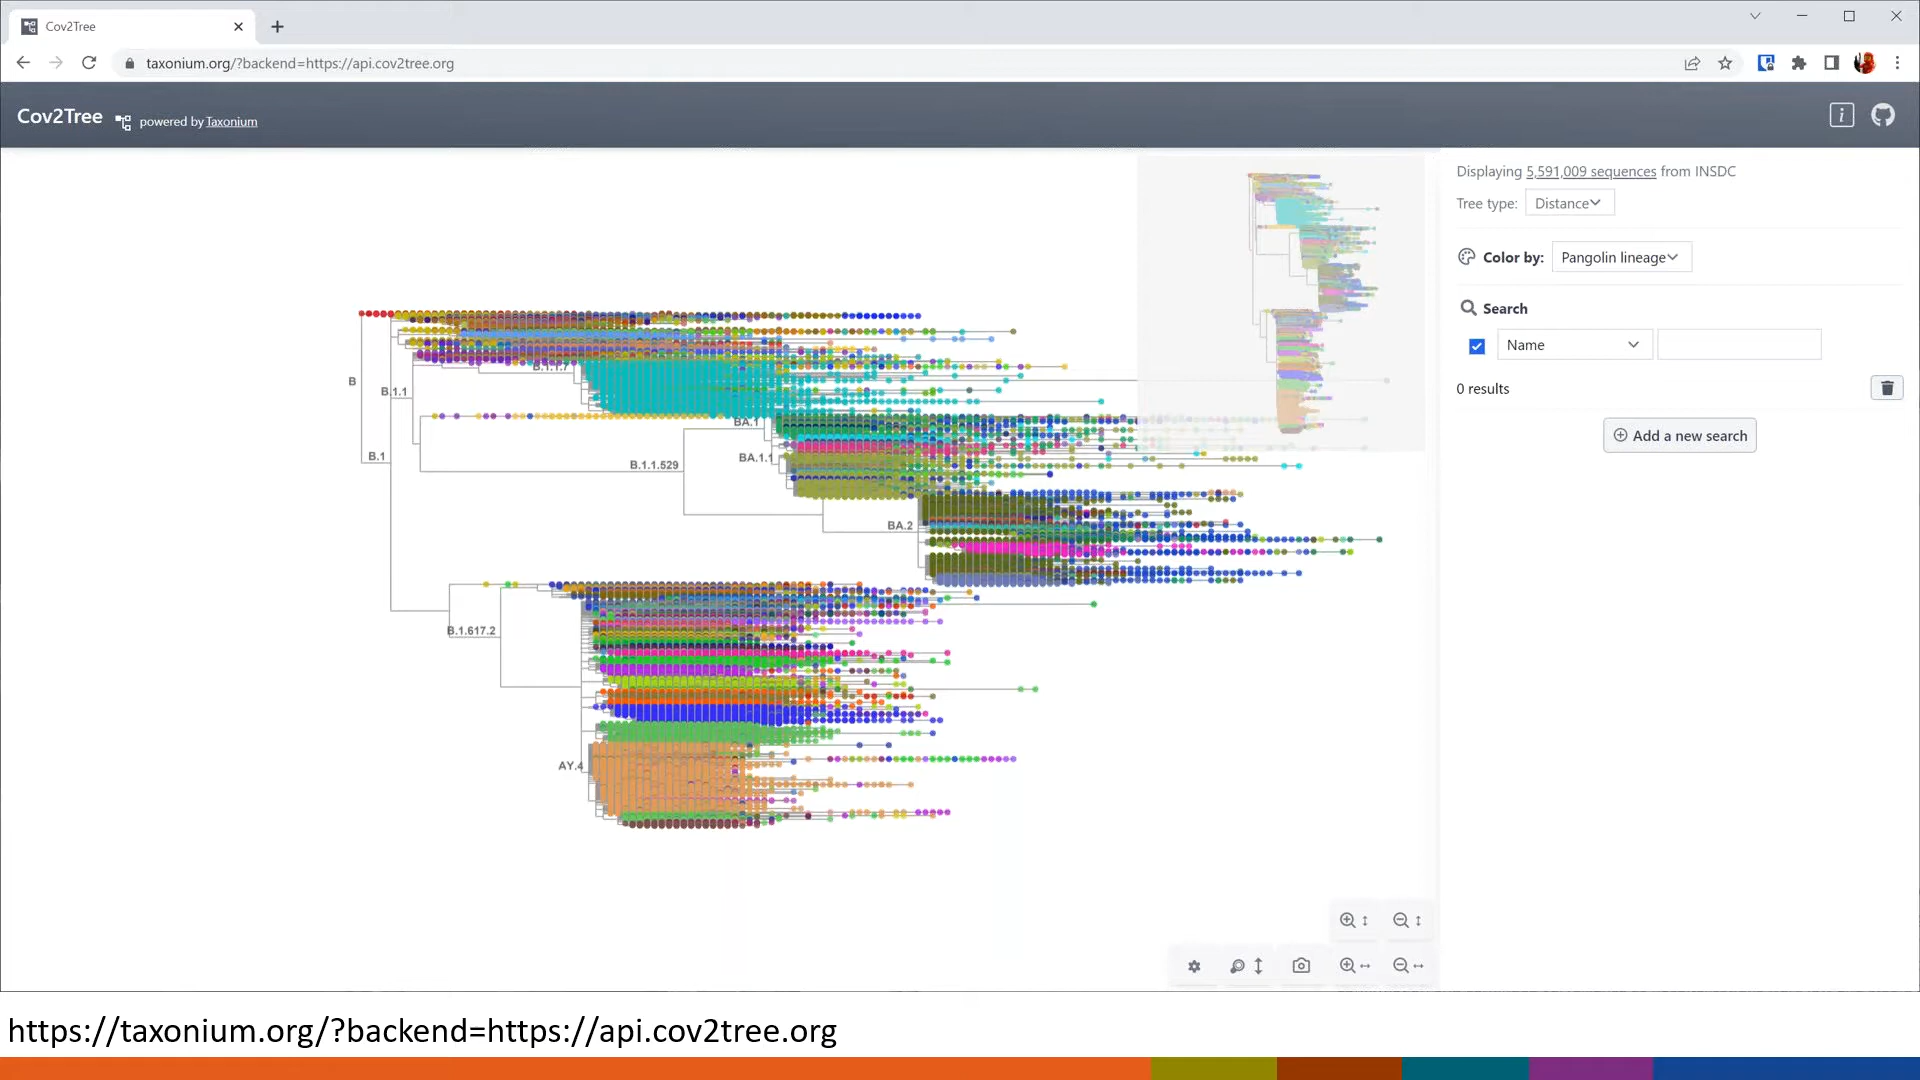 Cov2Tree
taxonium.org/?backend=https://api.cov2tree.org
Cov2Tree powered by Taxonium
Displaying 5,591,009 sequences from INSDC
Tree type: Distance
Color by: Pangolin lineage
Search
Name
0 results
Add a new search
B
B.1.1.7
B.1.1
BA.1
B.1
BA.1.1
B.1.1.529
BA.2
B.1.617.2
AY.4
https://taxonium.org/?backend=https://api.cov2tree.org